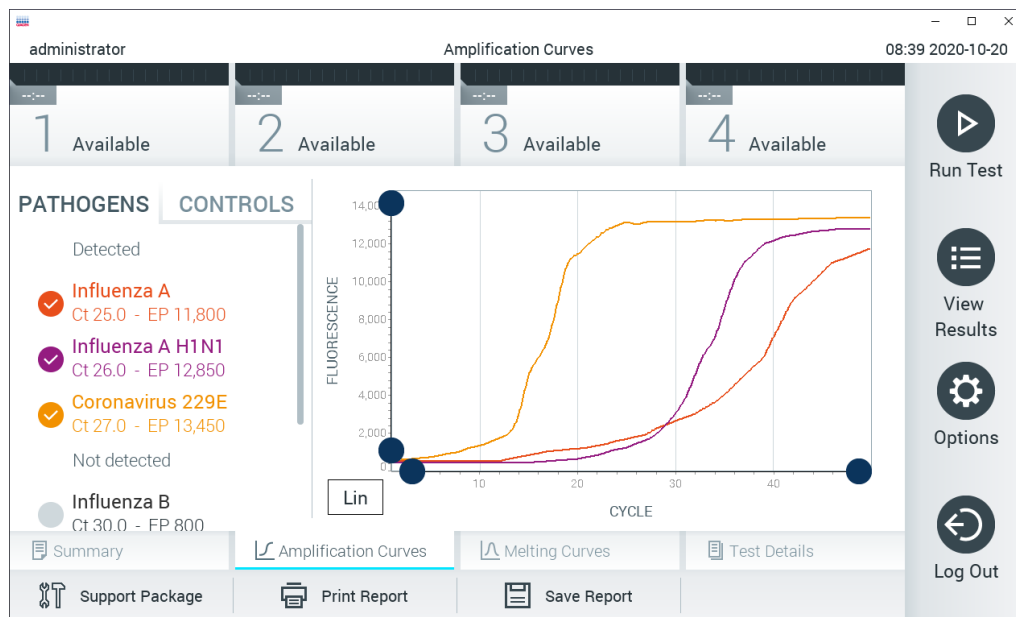 administrator
Amplification Curves
08:39 2020-10-20
--:--
--:--
--:--
--:--
1 Available
2 Available
3 Available
4 Available
Run Test
View
Results
Options
Log Out
PATHOGENS
CONTROLS
Detected
Influenza A
Ct 25.0 - EP 11,800
Influenza A H1N1
Ct 26.0 - EP 12,850
Coronavirus 229E
Ct 27.0 - EP 13,450
Not detected
Influenza B
Ct 30.0 - EP 800
FLUORESCENCE
12,000
10,000
8,000
6,000
4,000
2,000
0
10
20
30
40
CYCLE
Lin
Summary
Amplification Curves
Melting Curves
Test Details
Support Package
Print Report
Save Report